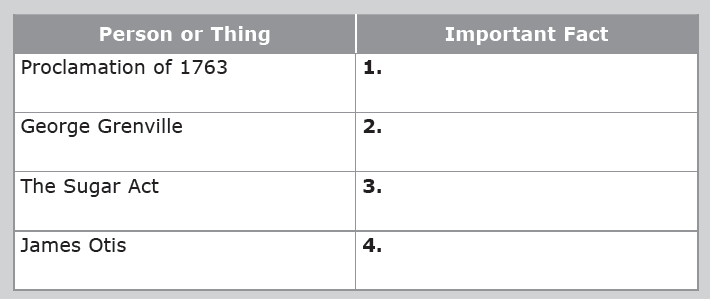 Person or Thing Important Fact
Proclamation of 1763 1.
George Grenville 2.
The Sugar Act 3.
James Otis 4.